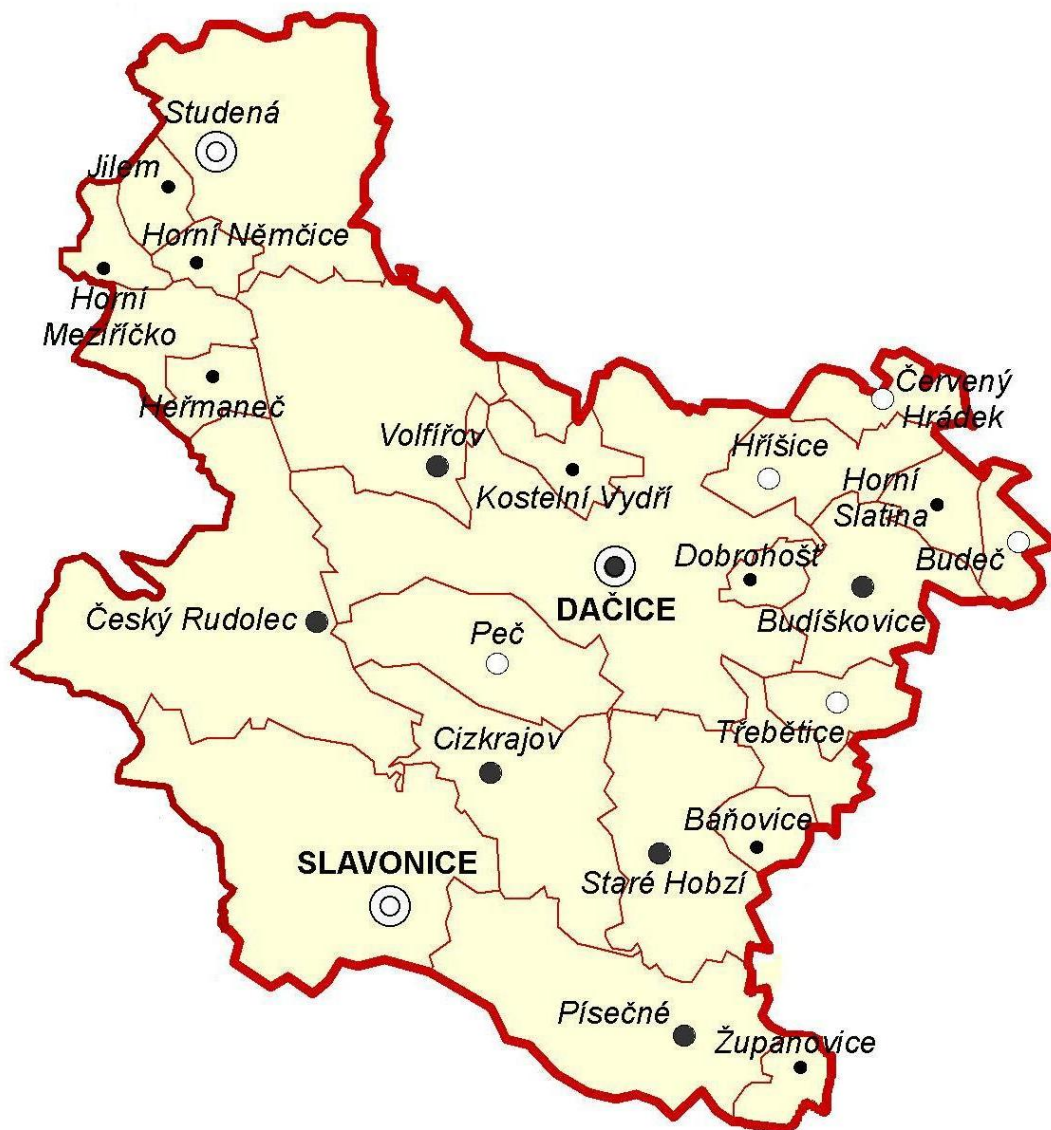 Studená
Jilem
Horní Němčice
Horní
Meziříčko
Heřmaneč
Červený
Hrádek
Volfířov
Hříšice
Kostelní Vydří
Horní
Slatina
Dobrohošť
Budeč
DAČICE
Budíškovice
Český Rudolec
Peč
Třebětice
Cizkrajov
Báňovice
SLAVONICE
Staré Hobzí
Písečné
Županovice